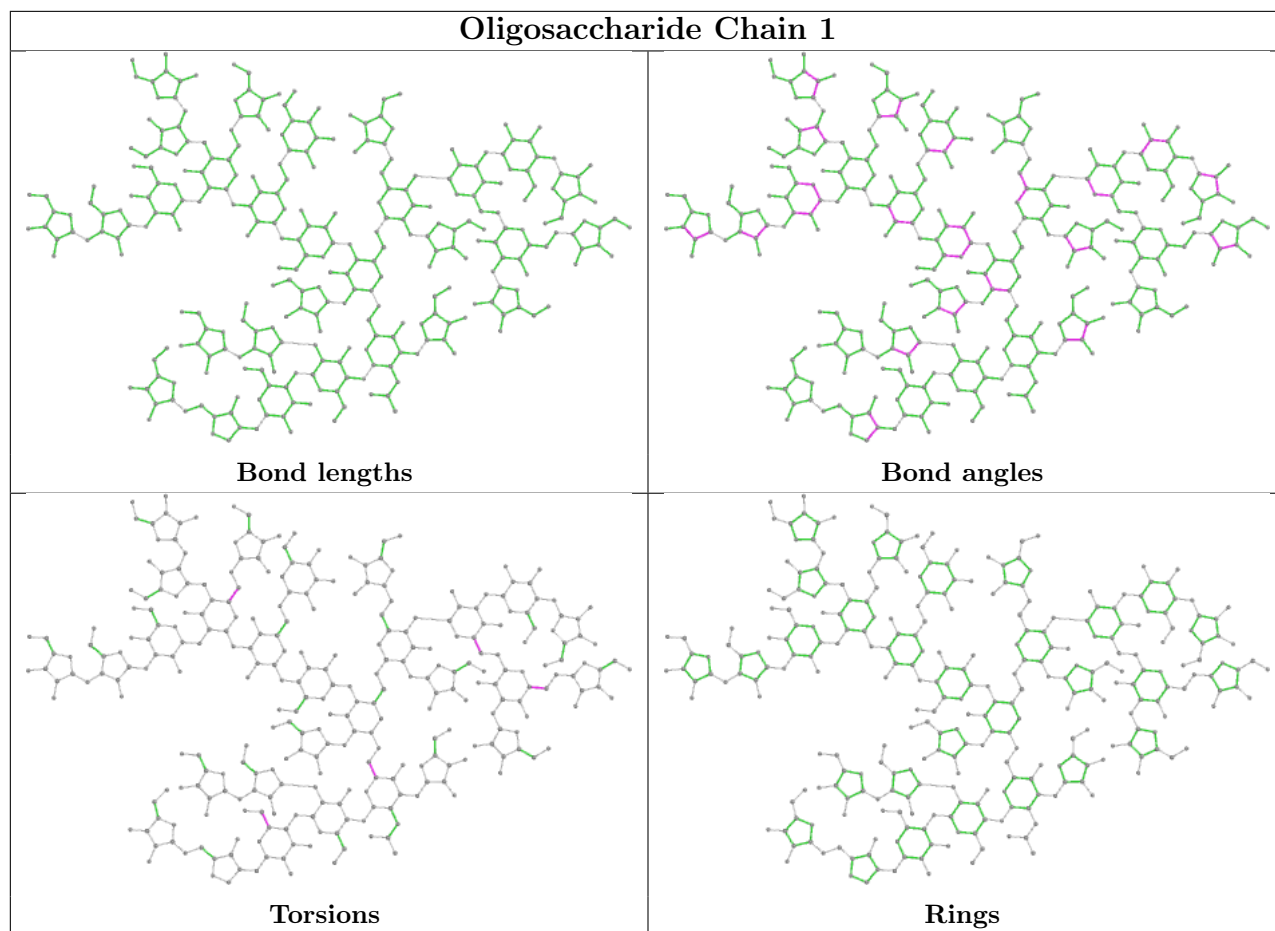 Oligosaccharide Chain 1
Bond lengths
Bond angles
Torsions
Rings